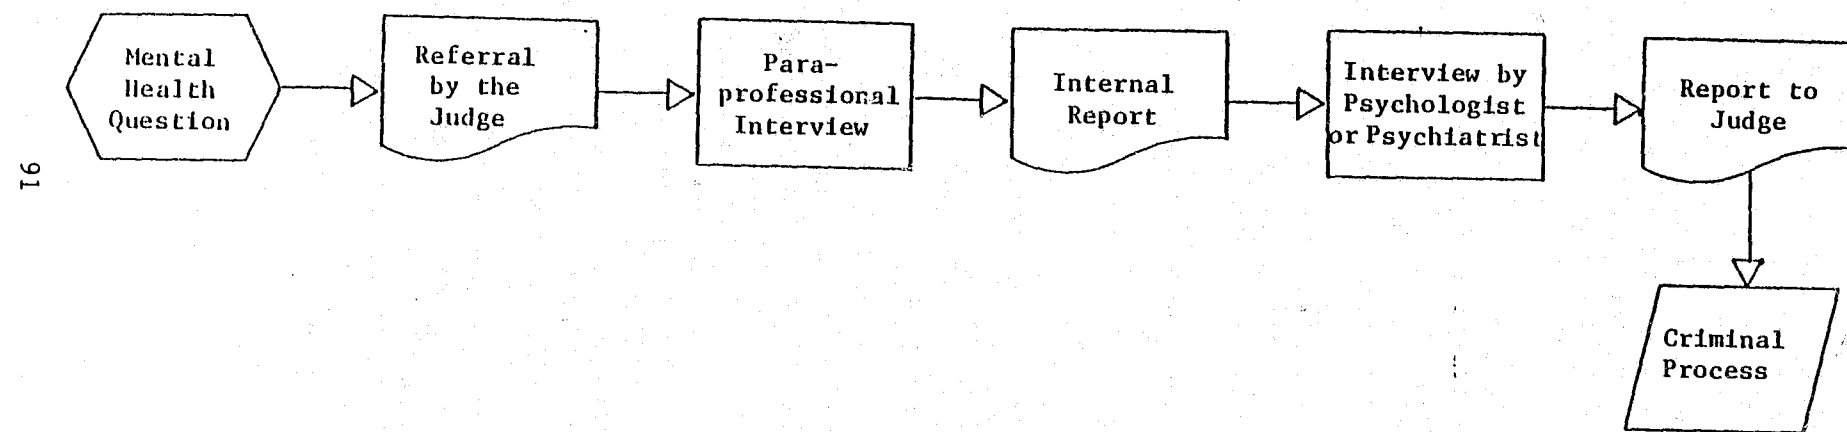 Mental
Health
Question
Referral
by the
Judge
Para-
professional
Interview
Internal
Report
Interview by
Psychologist
or Psychiatrist
Report to
Judge
Criminal
Process
91